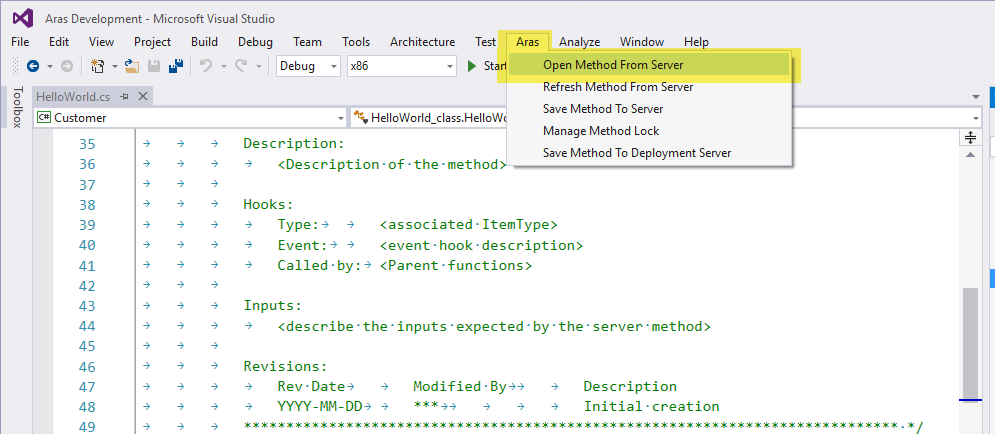 Aras Development - Microsoft Visual Studio
File Edit View Project Build Debug Team Tools Architecture Test Aras Analyze Window Help
Debug x86 Start
Open Method From Server
Refresh Method From Server
Save Method To Server
Manage Method Lock
Save Method To Deployment Server
Toolbox
HelloWorld.cs
C# Customer HelloWorld_class.HelloWo
35 Description:
36 <Description of the method>
37
38 Hooks:
39 Type: <associated ItemType>
40 Event: <event hook description>
41 Called by: <Parent functions>
42
43 Inputs:
44 <describe the inputs expected by the server method>
45
46 Revisions:
47 Rev Date Modified By Description
48 YYYY-MM-DD *** Initial creation
49 ****************************************************************************** */